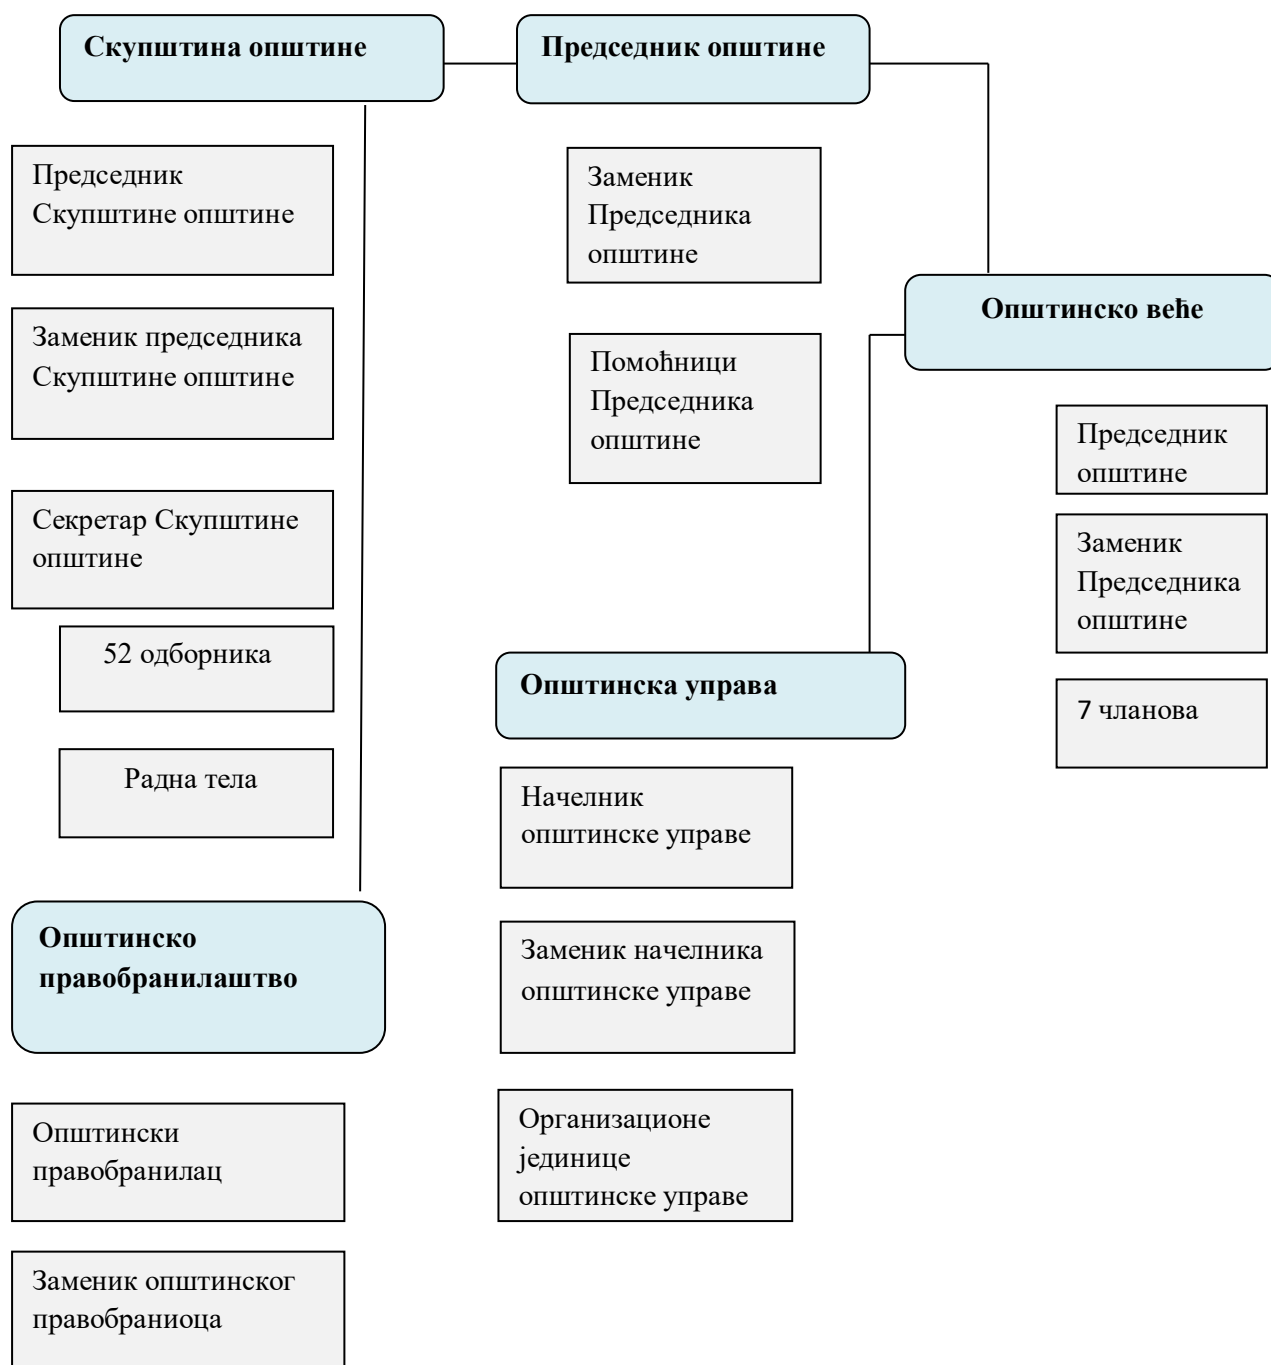 Скупштина општине
Председник
Скупштине општине
Заменик председника
Скупштине општине
Секретар Скупштине
општине
52 одборника
Радна тела
Општинско
правобранилаштво
Општински
правобранилац
Заменик општинског
правобраниоца
Председник општине
Заменик
Председника
општине
Помоћници
Председника
општине
Општинско веће
Председник
општине
Заменик
Председника
општине
7 чланова
Општинска управа
Начелник
општинске управе
Заменик начелника
општинске управе
Организационе
јединице
општинске управе